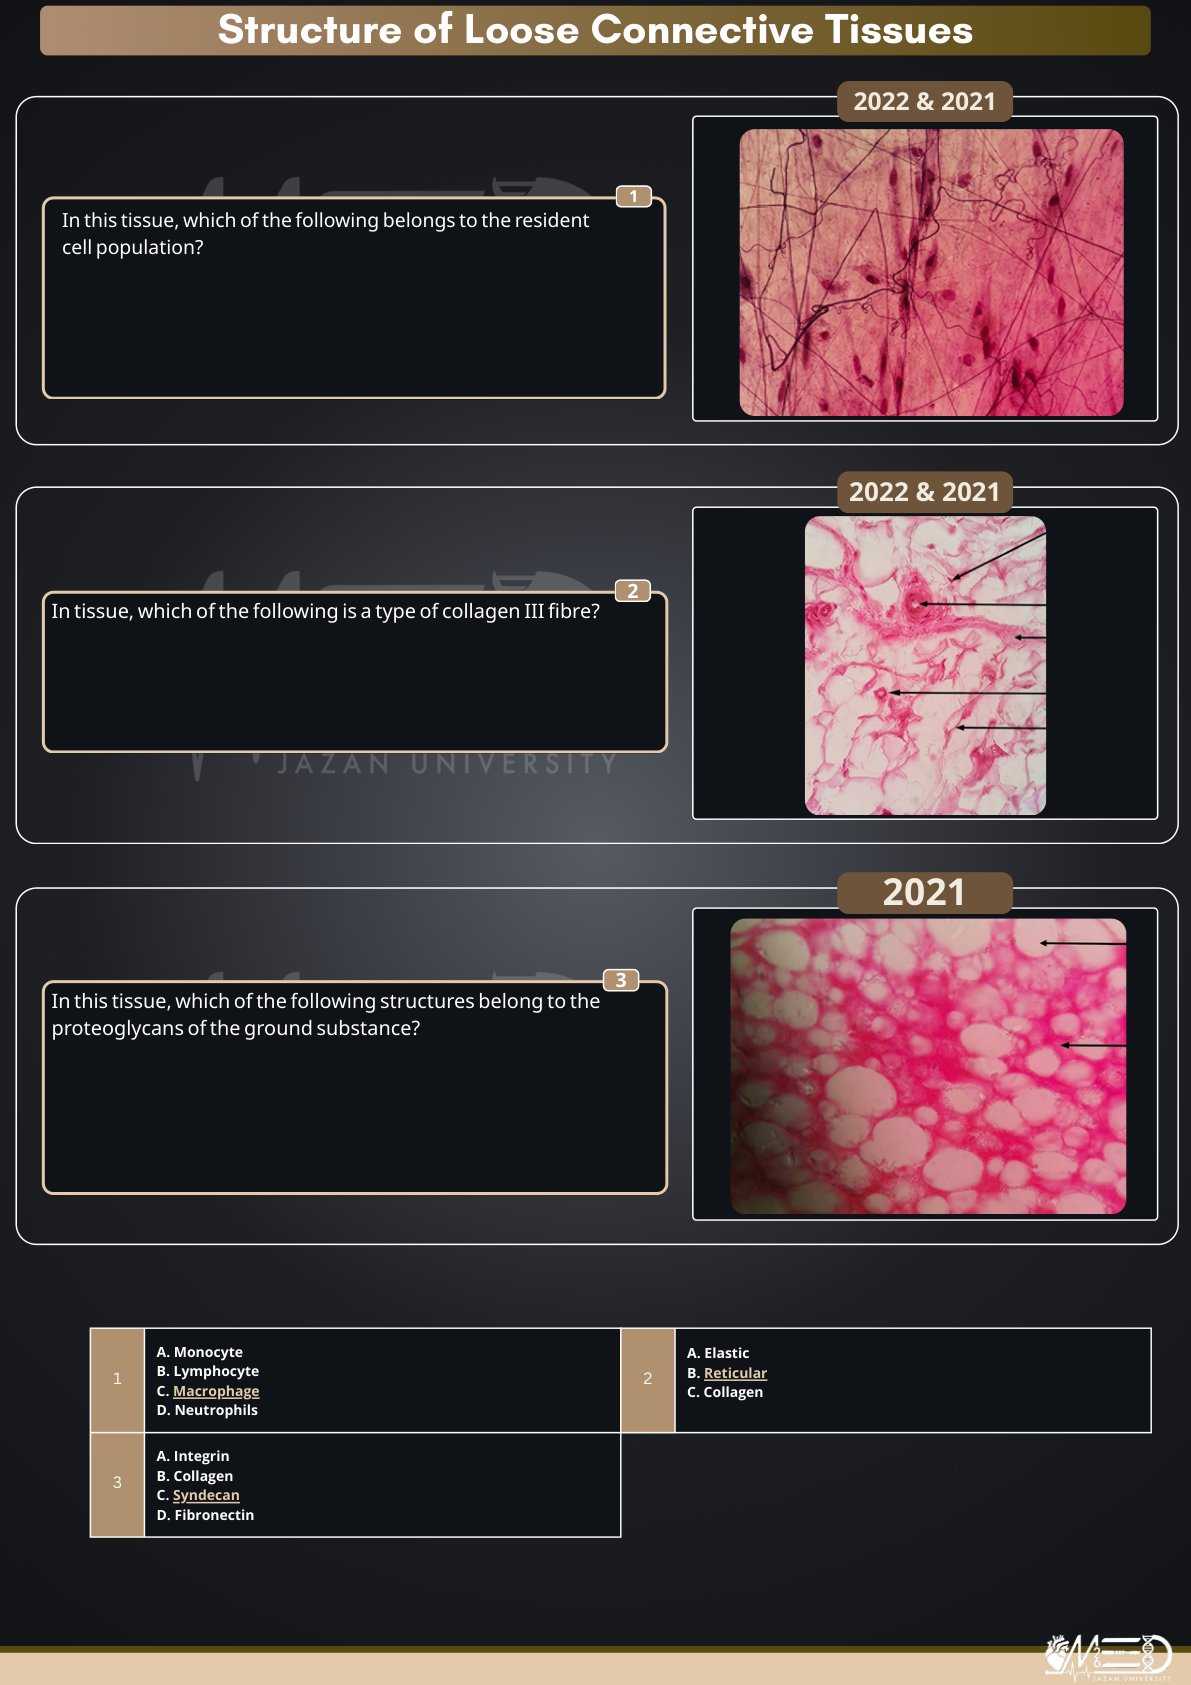 Structure of Loose Connective Tissues
2022 & 2021
1
In this tissue, which of the following belongs to the resident
cell population?
2022 & 2021
2
In tissue, which of the following is a type of collagen III fibre?
JAZAN UNIVERSITY
2021
3
In this tissue, which of the following structures belong to the
proteoglycans of the ground substance?
1
A. Monocyte
B. Lymphocyte
C. Macrophage
D. Neutrophils
2
A. Elastic
B. Reticular
C. Collagen
3
A. Integrin
B. Collagen
C. Syndecan
D. Fibronectin
MED
JAZAN UNIVERSITY